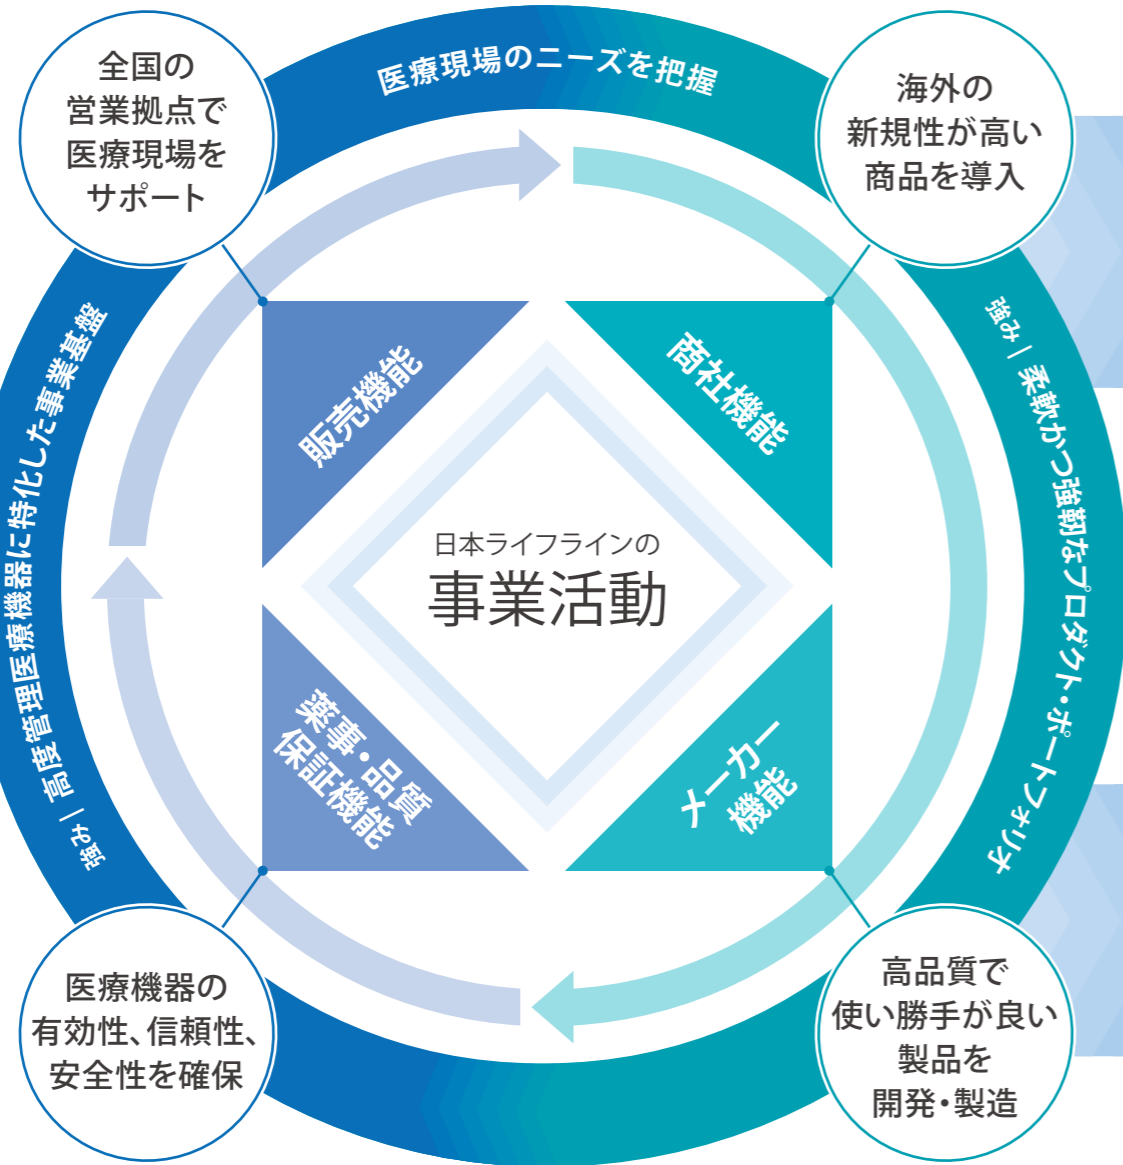 医療現場のニーズを把握
全国の
営業拠点で
医療現場を
サポート
海外の
新規性が高い
商品を導入
販売機能
商社機能
強み｜高度管理医療機器に特化した事業基盤
強み｜柔軟かつ強靭なプロダクト・ポートフォリオ
日本ライフラインの
事業活動
薬事・品質
保証機能
メーカー
機能
医療機器の
有効性、信頼性、
安全性を確保
高品質で
使い勝手が良い
製品を
開発・製造